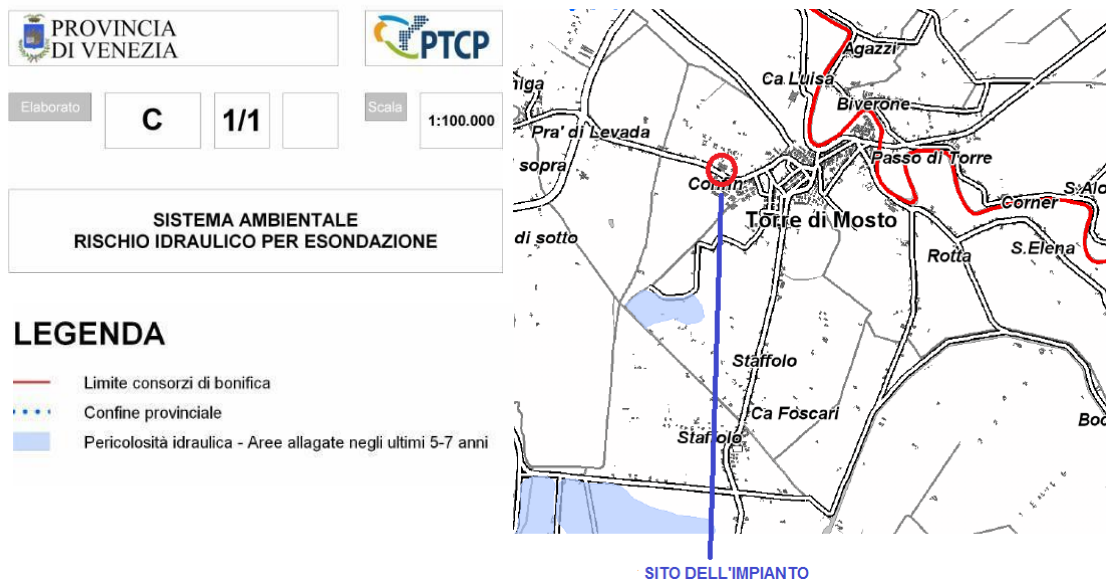 PROVINCIA
DI VENEZIA
PTCP
Elaborato
C
1/1
Scala
1:100.000
SISTEMA AMBIENTALE
RISCHIO IDRAULICO PER ESONDAZIONE
LEGENDA
Limite consorzi di bonifica
Confine provinciale
Pericolosità idraulica - Aree allagate negli ultimi 5-7 anni
Agazzi
Ca Luisa
Biverone
Pra' di Levada
sopra
Passo di Torre
Confin
S.Alo
Corner
Torre di Mosto
di sotto
S.Elena
Rotta
Staffolo
Ca Foscari
Boc
Staffolo
SITO DELL'IMPIANTO